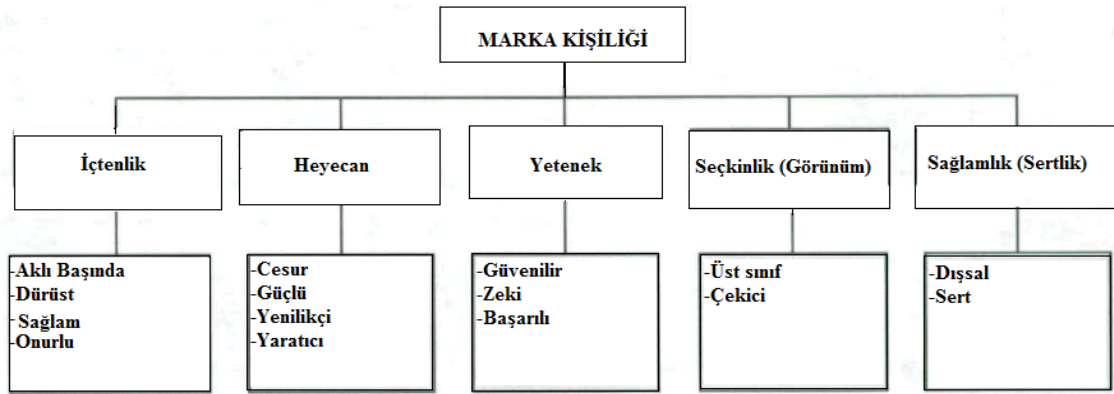 MARKA KİŞİLİĞİ
İçtenlik
Heyecan
Yetenek
Seçkinlik (Görünüm)
Sağlamlık (Sertlik)
-Aklı Başında
-Dürüst
-Sağlam
-Onurlu
-Cesur
-Güçlü
-Yenilikçi
-Yaratıcı
-Güvenilir
-Zeki
-Başarılı
-Üst sınıf
-Çekici
-Dışsal
-Sert